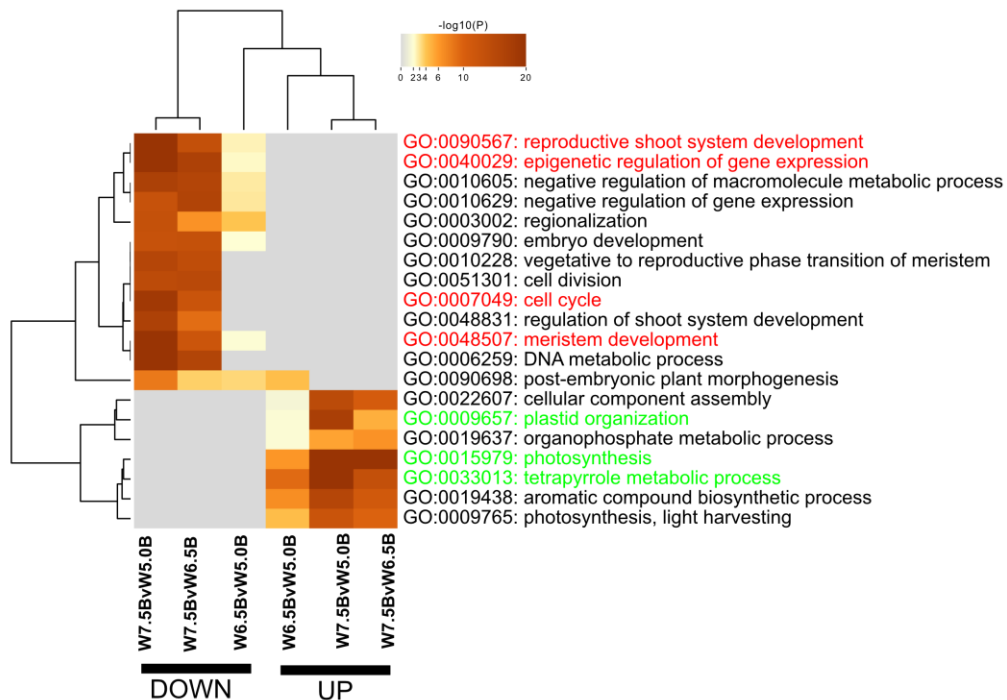 -log10(P)
0 2 3 4 6 10 20
GO:0090567: reproductive shoot system development
GO:0040029: epigenetic regulation of gene expression
GO:0010605: negative regulation of macromolecule metabolic process
GO:0010629: negative regulation of gene expression
GO:0003002: regionalization
GO:0009790: embryo development
GO:0010228: vegetative to reproductive phase transition of meristem
GO:0051301: cell division
GO:0007049: cell cycle
GO:0048831: regulation of shoot system development
GO:0048507: meristem development
GO:0006259: DNA metabolic process
GO:0090698: post-embryonic plant morphogenesis
GO:0022607: cellular component assembly
GO:0009657: plastid organization
GO:0019637: organophosphate metabolic process
GO:0015979: photosynthesis
GO:0033013: tetrapyrrole metabolic process
GO:0019438: aromatic compound biosynthetic process
GO:0009765: photosynthesis, light harvesting
W7.5BvW5.0B
W7.5BvW6.5B
W6.5BvW5.0B
W6.5BvW5.0B
W7.5BvW5.0B
W7.5BvW6.5B
DOWN
UP